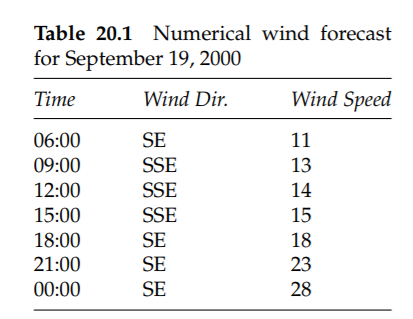 Table 20.1 Numerical wind forecast
for September 19, 2000
Time Wind Dir. Wind Speed
06:00 SE 11
09:00 SSE 13
12:00 SSE 14
15:00 SSE 15
18:00 SE 18
21:00 SE 23
00:00 SE 28